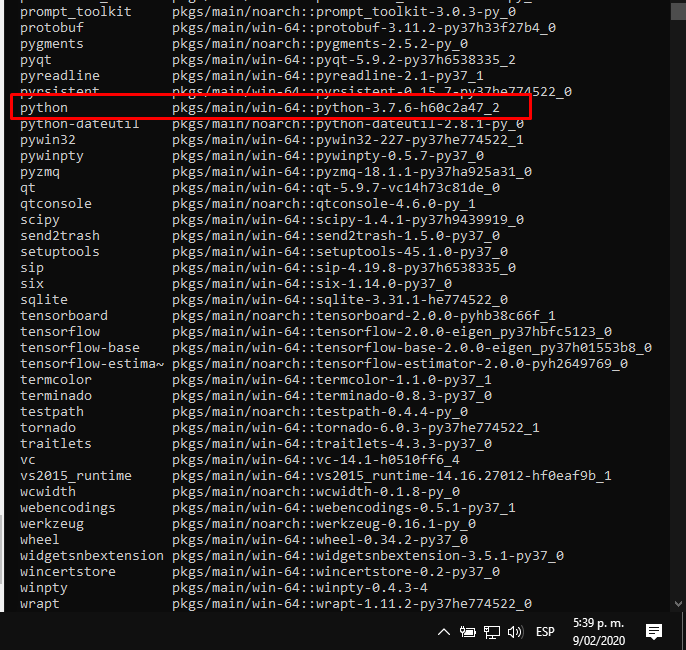 prompt_toolkit pkgs/main/noarch::prompt_toolkit-3.0.3-py_0
protobuf pkgs/main/win-64::protobuf-3.11.2-py37h33f27b4_0
pygments pkgs/main/noarch::pygments-2.5.2-py_0
pyqt pkgs/main/win-64::pyqt-5.9.2-py37h6538335_2
pyreadline pkgs/main/win-64::pyreadline-2.1-py37_1
pyrsistent pkgs/main/win-64::pyrsistent-0.15.7-py37he774522_0
python pkgs/main/win-64::python-3.7.6-h60c2a47_2
python-dateutil pkgs/main/noarch::python-dateutil-2.8.1-py_0
pywin32 pkgs/main/win-64::pywin32-227-py37he774522_1
pywinpty pkgs/main/win-64::pywinpty-0.5.7-py37_0
pyzmq pkgs/main/win-64::pyzmq-18.1.1-py37ha925a31_0
qt pkgs/main/win-64::qt-5.9.7-vc14h73c81de_0
qtconsole pkgs/main/noarch::qtconsole-4.6.0-py_1
scipy pkgs/main/win-64::scipy-1.4.1-py37h9439919_0
send2trash pkgs/main/win-64::send2trash-1.5.0-py37_0
setuptools pkgs/main/win-64::setuptools-45.1.0-py37_0
sip pkgs/main/win-64::sip-4.19.8-py37h6538335_0
six pkgs/main/win-64::six-1.14.0-py37_0
sqlite pkgs/main/win-64::sqlite-3.31.1-he774522_0
tensorboard pkgs/main/noarch::tensorboard-2.0.0-pyhb38c66f_1
tensorflow pkgs/main/win-64::tensorflow-2.0.0-eigen_py37hbfc5123_0
tensorflow-base pkgs/main/win-64::tensorflow-base-2.0.0-eigen_py37h01553b8_0
tensorflow-estima~ pkgs/main/noarch::tensorflow-estimator-2.0.0-pyh2649769_0
termcolor pkgs/main/win-64::termcolor-1.1.0-py37_1
terminado pkgs/main/win-64::terminado-0.8.3-py37_0
testpath pkgs/main/noarch::testpath-0.4.4-py_0
tornado pkgs/main/win-64::tornado-6.0.3-py37he774522_1
traitlets pkgs/main/win-64::traitlets-4.3.3-py37_0
vc pkgs/main/win-64::vc-14.1-h0510ff6_4
vs2015_runtime pkgs/main/win-64::vs2015_runtime-14.16.27012-hf0eaf9b_1
wcwidth pkgs/main/noarch::wcwidth-0.1.8-py_0
webencodings pkgs/main/win-64::webencodings-0.5.1-py37_1
werkzeug pkgs/main/noarch::werkzeug-0.16.1-py_0
wheel pkgs/main/win-64::wheel-0.34.2-py37_0
widgetsnbextension pkgs/main/win-64::widgetsnbextension-3.5.1-py37_0
wincertstore pkgs/main/win-64::wincertstore-0.2-py37_0
winpty pkgs/main/win-64::winpty-0.4.3-4
wrapt pkgs/main/win-64::wrapt-1.11.2-py37he774522_0
ESP
5:39 p. m.
9/02/2020